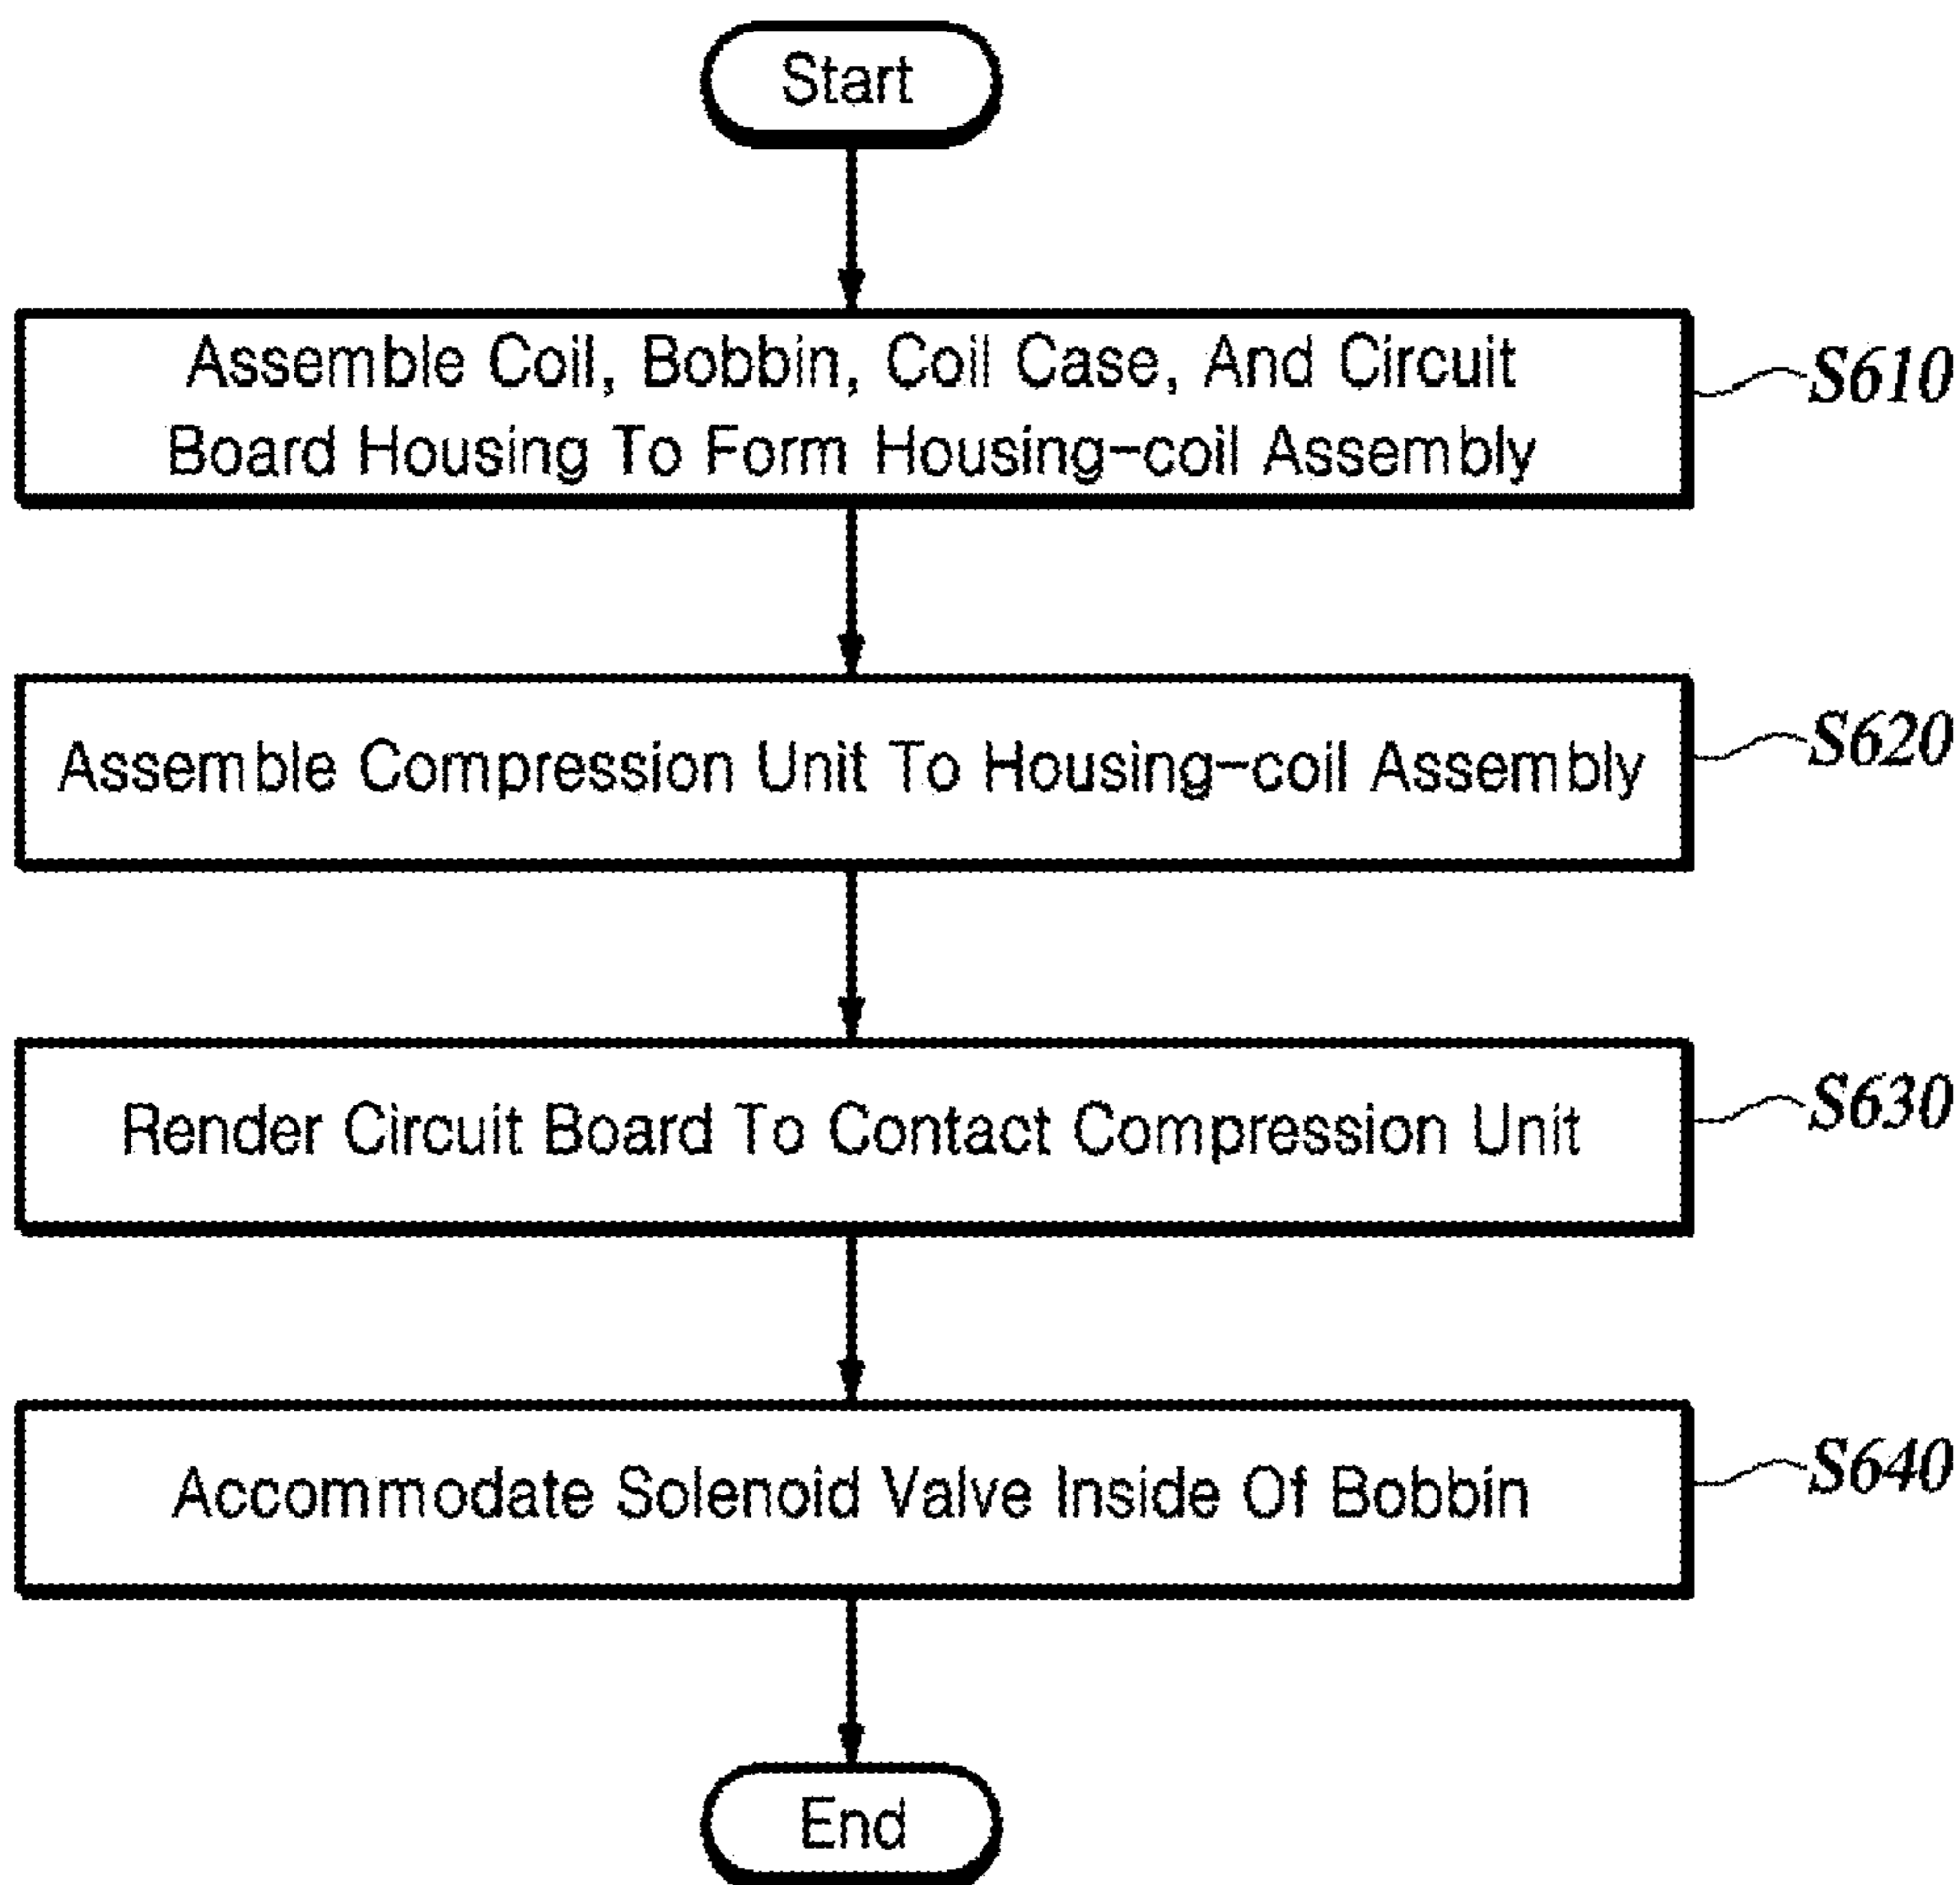 Start
Assemble Coil, Bobbin, Coil Case, And Circuit
Board Housing To Form Housing-coil Assembly
S610
Assemble Compression Unit To Housing-coil Assembly
S620
Render Circuit Board To Contact Compression Unit
S630
Accommodate Solenoid Valve Inside Of Bobbin
S640
End